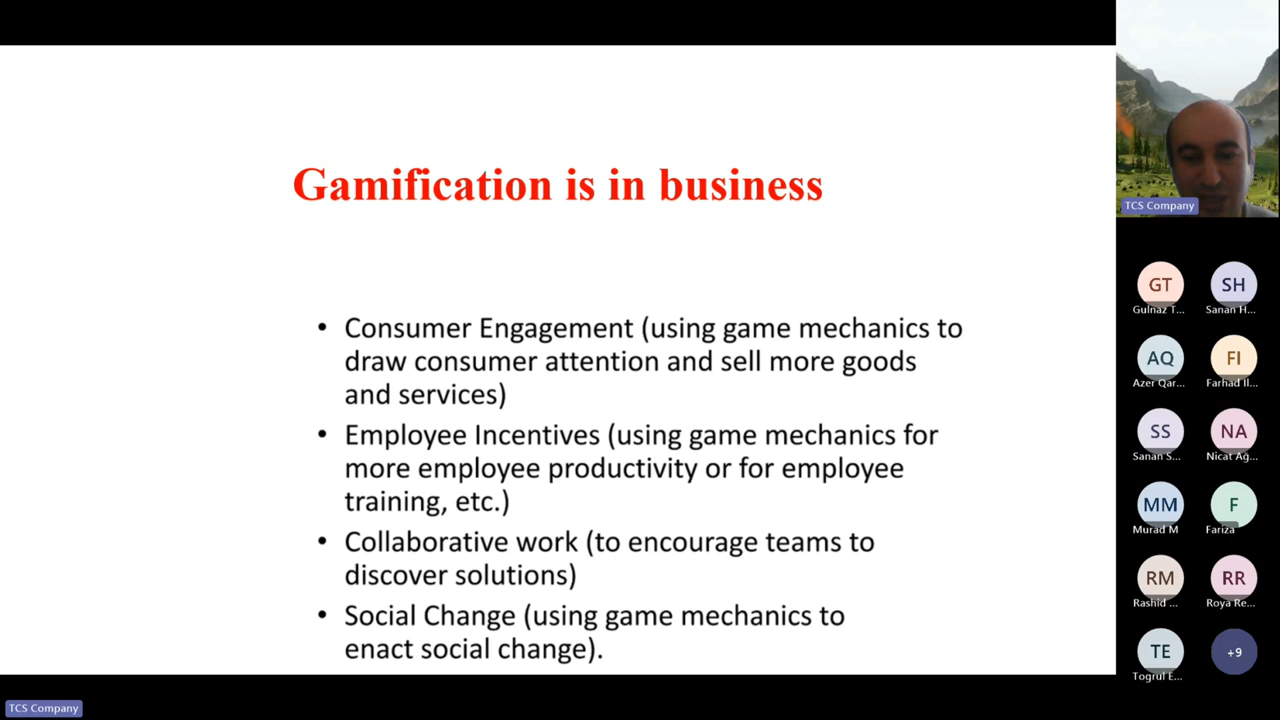 Gamification is in business
• Consumer Engagement (using game mechanics to
draw consumer attention and sell more goods
and services)
• Employee Incentives (using game mechanics for
more employee productivity or for employee
training, etc.)
• Collaborative work (to encourage teams to
discover solutions)
• Social Change (using game mechanics to
enact social change).
TCS Company
TCS Company
GT
SH
Gulnaz T...
Sanan H...
AQ
FI
Azer Qar...
Farhad Il...
SS
NA
Sanan S...
Nicat Ağ...
MM
F
Murad M
Fariza
RM
RR
Rashid ...
Roya Re...
TE
+9
Togrul E...